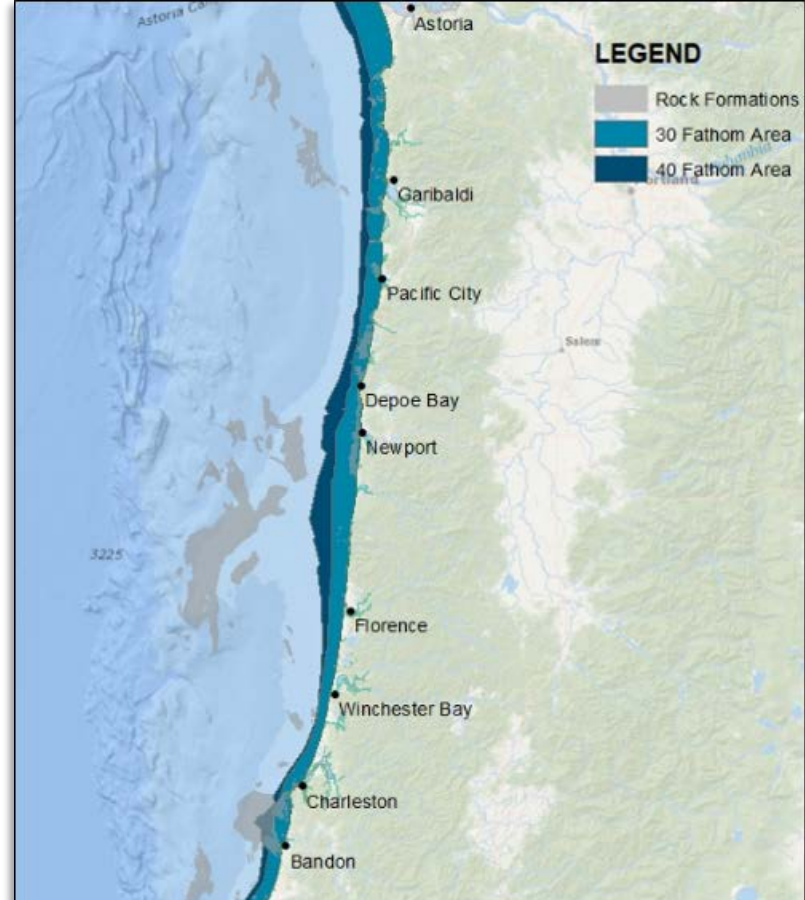 Astoria
LEGEND
Rock Formations
30 Fathom Area
40 Fathom Area
Garibaldi
Pacific City
Salem
Depoe Bay
Newport
3225
Florence
Winchester Bay
Charleston
Bandon